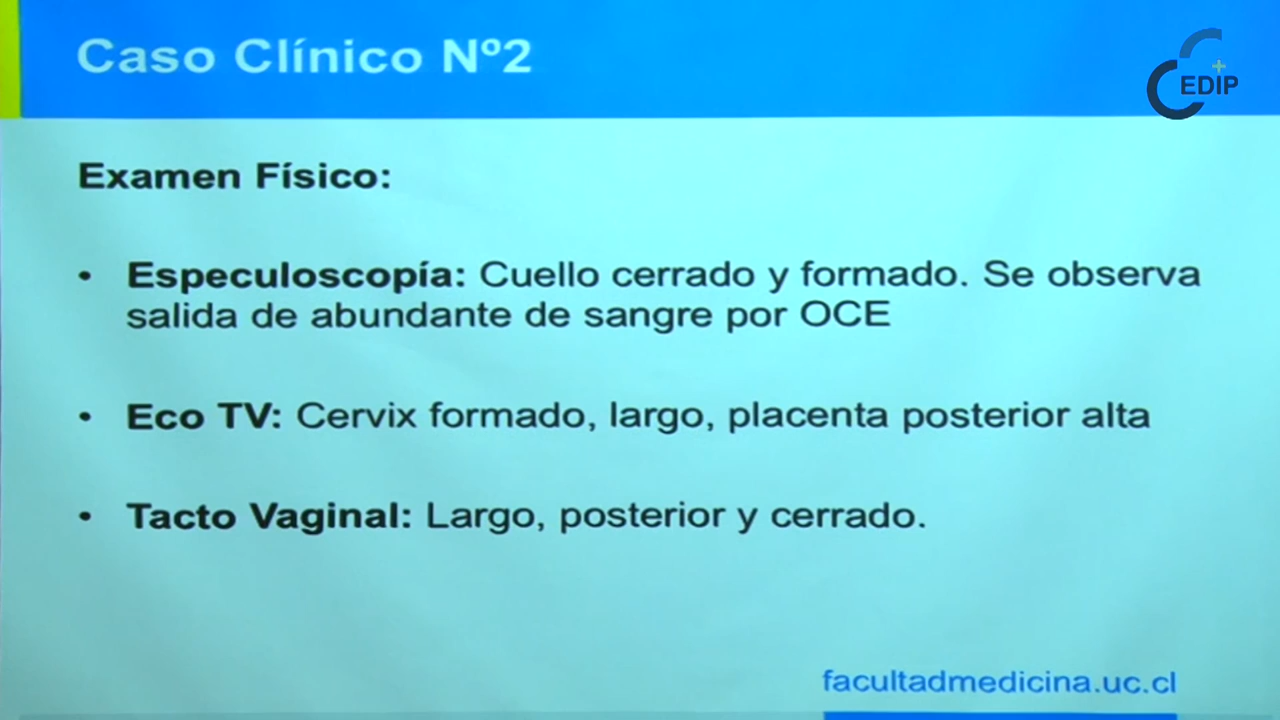 Caso Clínico Nº2
EDIP
Examen Físico:
• Especuloscopía: Cuello cerrado y formado. Se observa
salida de abundante de sangre por OCE
• Eco TV: Cervix formado, largo, placenta posterior alta
• Tacto Vaginal: Largo, posterior y cerrado.
facultadmedicina.uc.cl